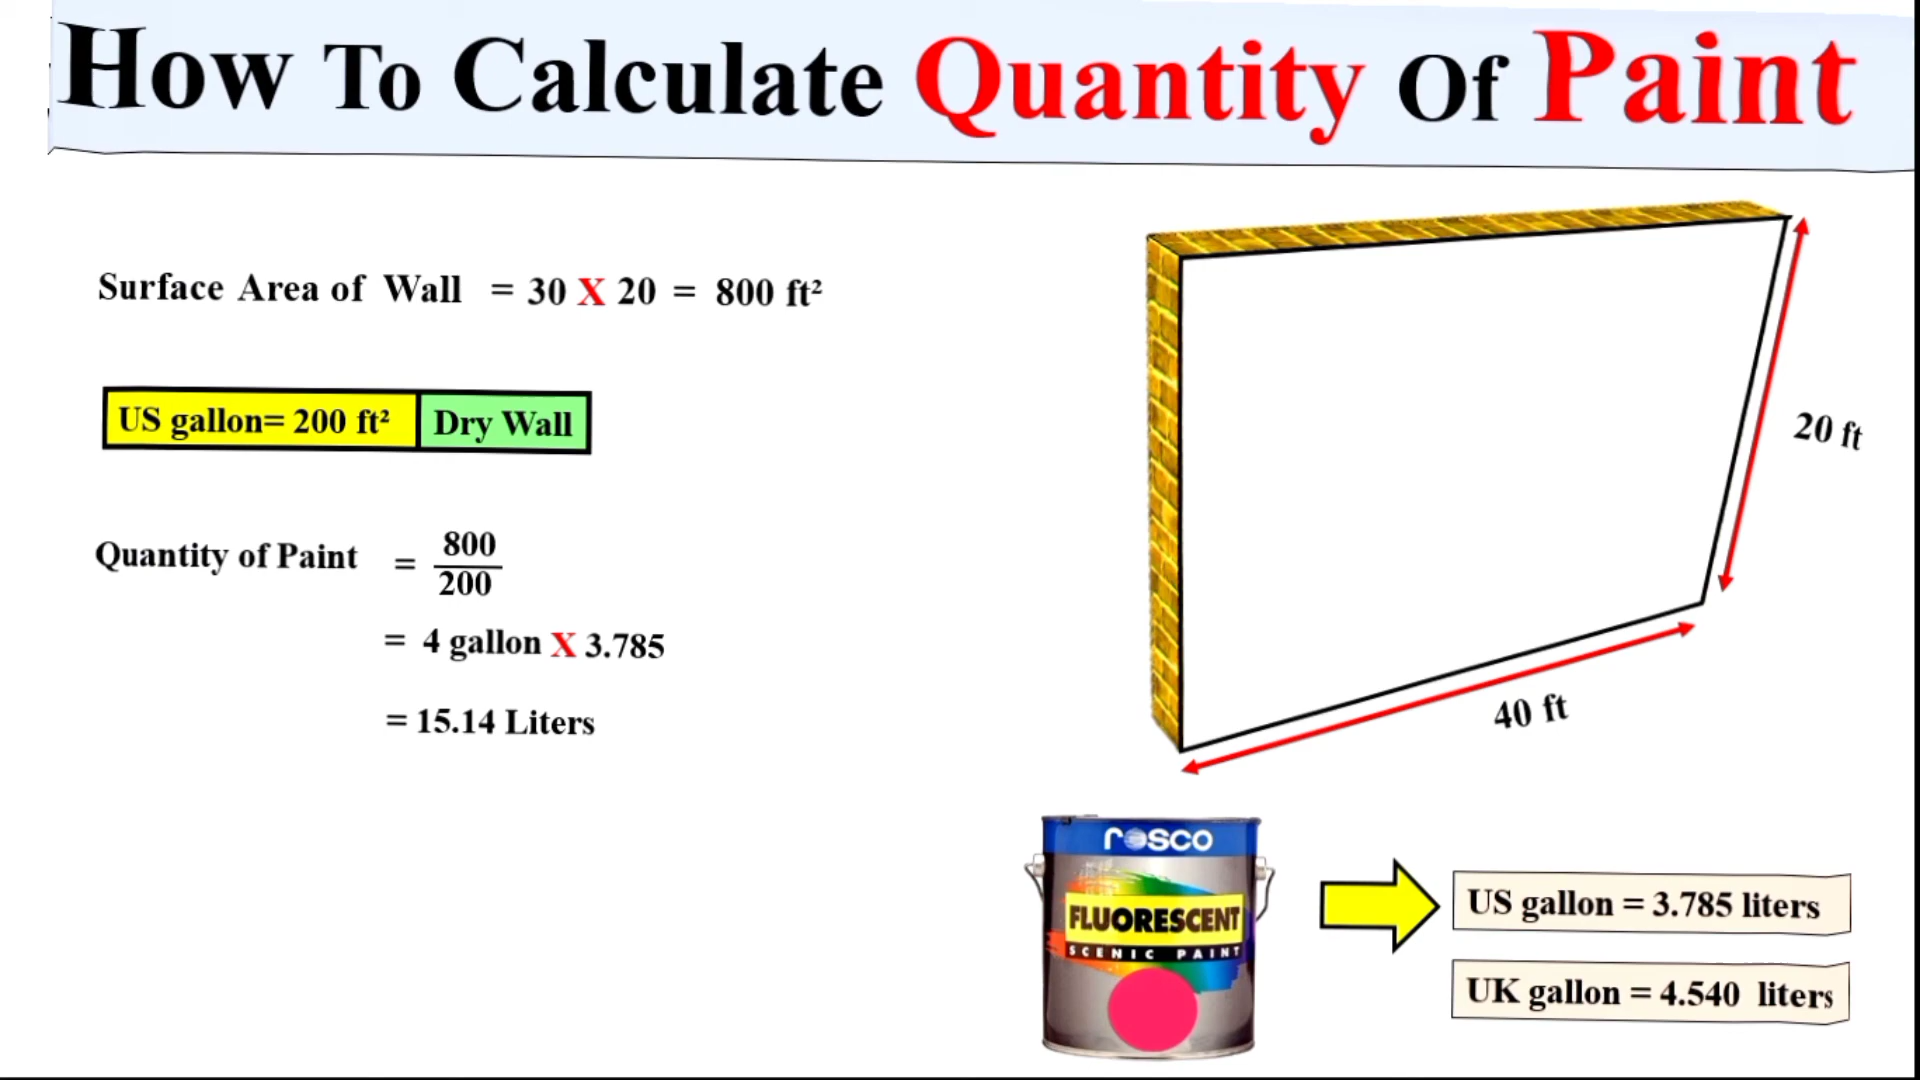 How To Calculate Quantity Of Paint
Surface Area of Wall = 30 X 20 = 800 ft²
US gallon= 200 ft² Dry Wall
Quantity of Paint = 800
200
= 4 gallon X 3.785
= 15.14 Liters
20 ft
40 ft
rosco
FLUORESCENT
SCENIC PAINT
US gallon = 3.785 liters
UK gallon = 4.540 liters